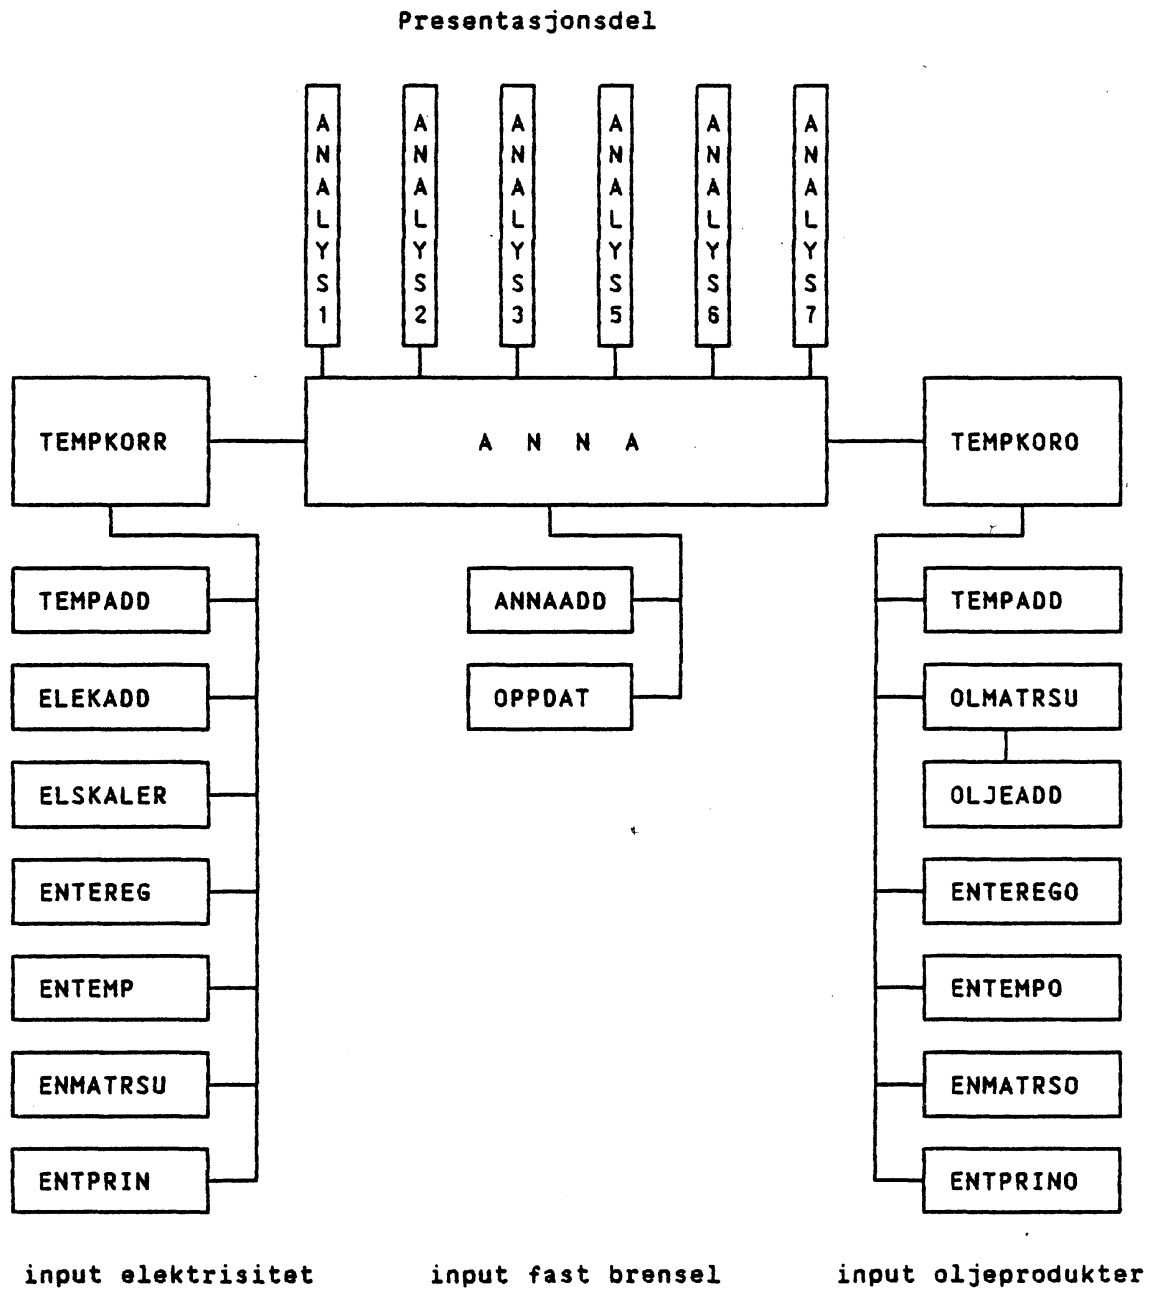 Presentasjonsdel
ANALYS1
ANALYS2
ANALYS3
ANALYS5
ANALYS6
ANALYS7
TEMPKORR
A N N A
TEMPKORO
TEMPADD
ELEKADD
ELSKALER
ENTEREG
ENTEMP
ENMATRSU
ENTPRIN
ANNAADD
OPPDAT
TEMPADD
OLMATRSU
OLJEADD
ENTEREGO
ENTEMPO
ENMATRSO
ENTPRINO
input elektrisitet
input fast brensel
input oljeprodukter